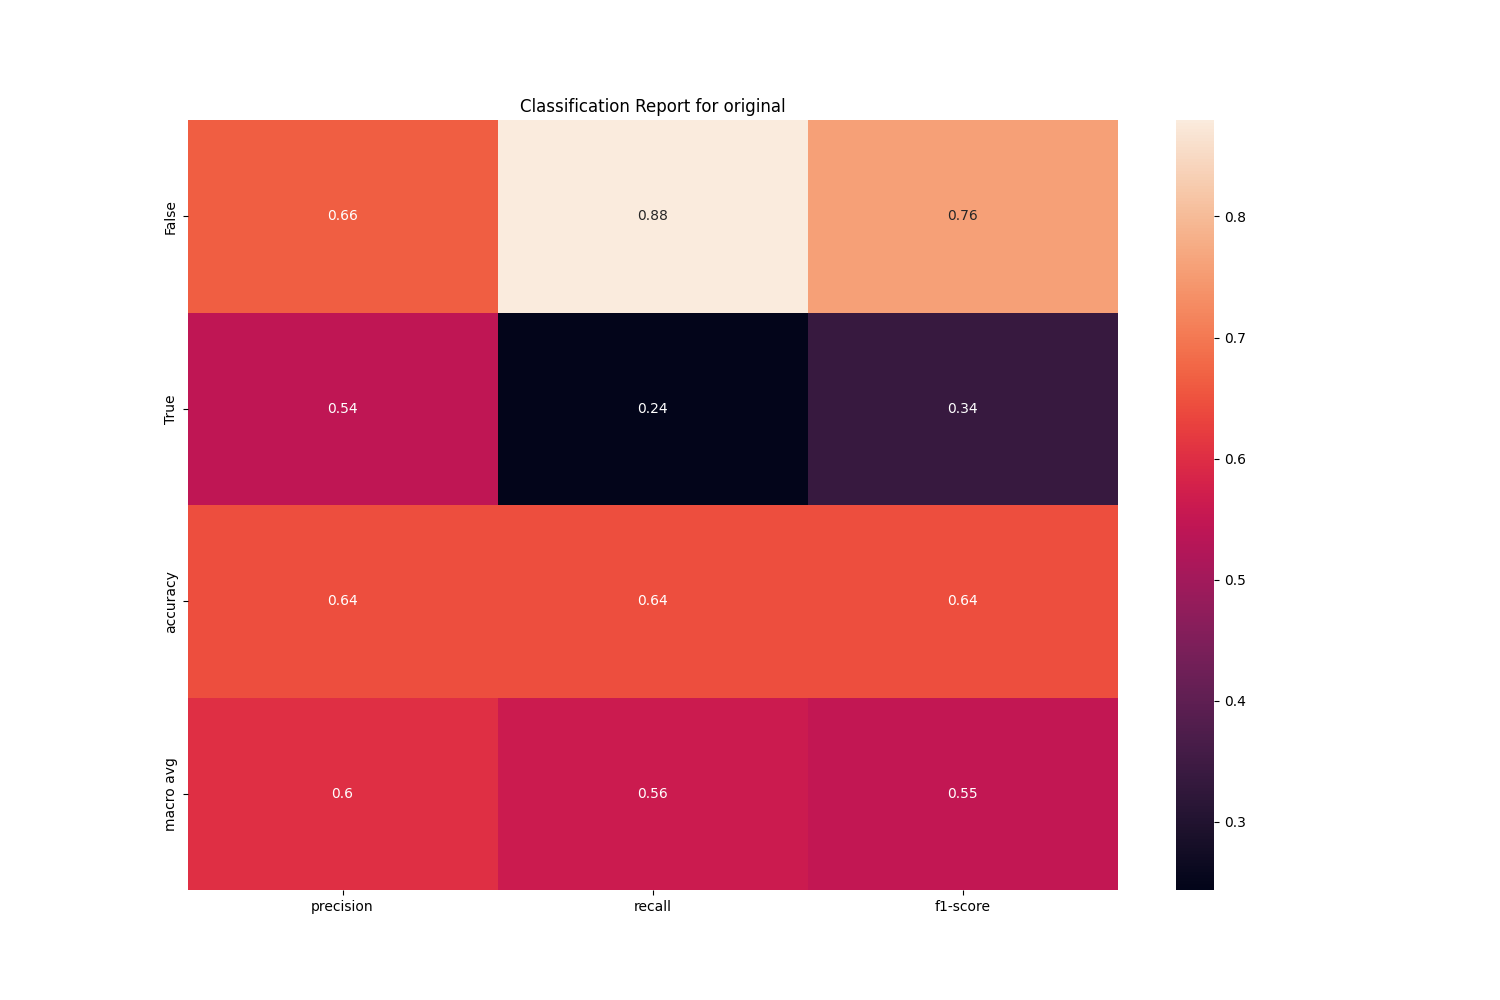 Classification Report for original
False 0.66 0.88 0.76
True 0.54 0.24 0.34
accuracy 0.64 0.64 0.64
macro avg 0.6 0.56 0.55
precision recall f1-score
0.8
0.7
0.6
0.5
0.4
0.3